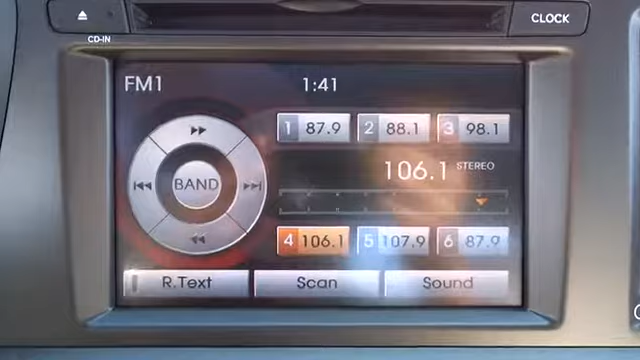 CLOCK
CD-IN
FM1 1:41
1 87.9 2 88.1 3 98.1
BAND
106.1 STEREO
4 106.1 5 107.9 6 87.9
R.Text Scan Sound